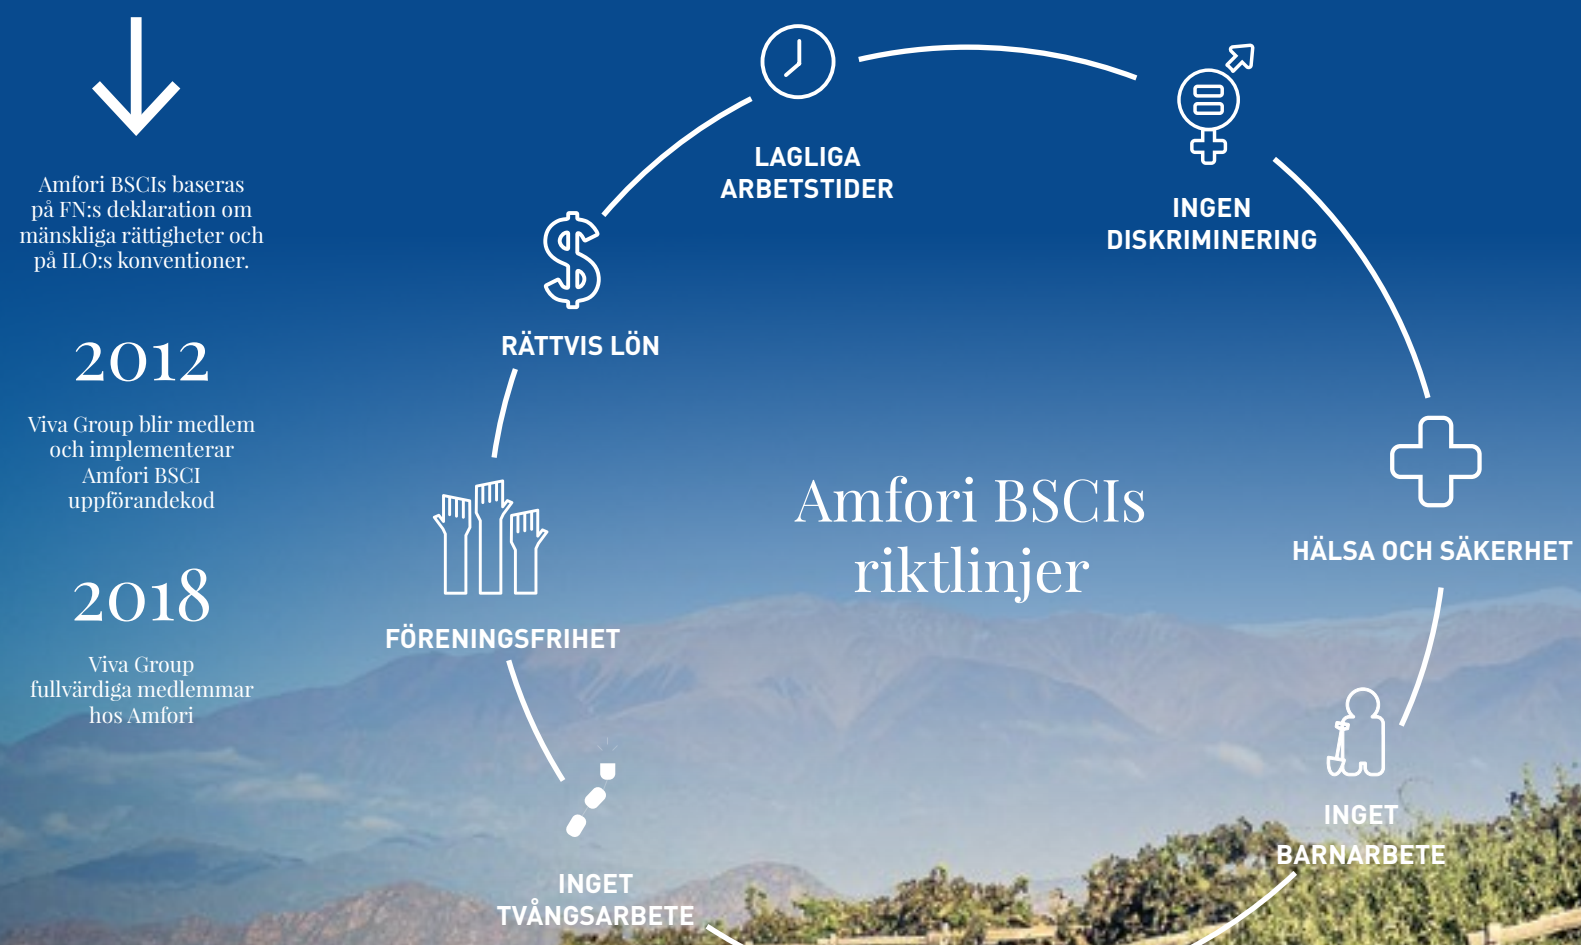 Amfori BSCIs baseras
på FN:s deklaration om
mänskliga rättigheter och
på ILO:s konventioner.
2012
Viva Group blir medlem
och implementerar
Amfori BSCI
uppförandekod
2018
Viva Group
fullvärdiga medlemmar
hos Amfori
Amfori BSCIs
riktlinjer
LAGLIGA
ARBETSTIDER
INGEN
DISKRIMINERING
HÄLSA OCH SÄKERHET
INGET
BARNARBETE
INGET
TVÅNGSARBETE
FÖRENINGSFRIHET
RÄTTVIS LÖN